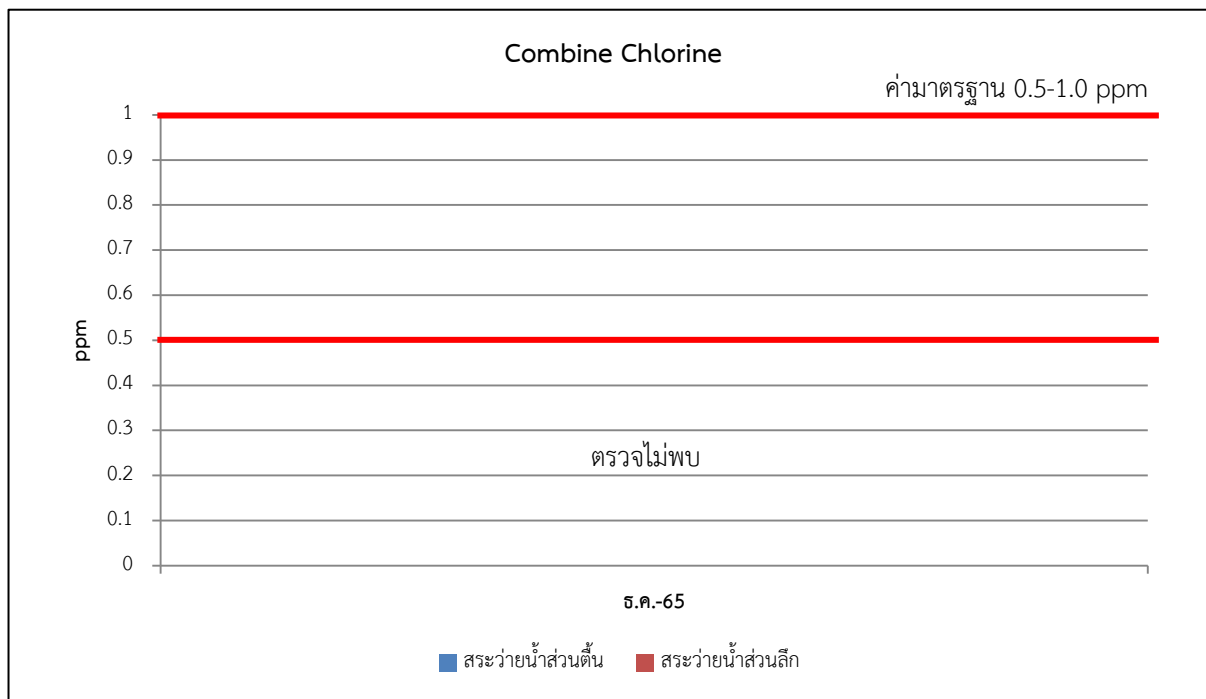 Combine Chlorine
ค่ามาตรฐาน 0.5-1.0 ppm
1
0.9
0.8
0.7
0.6
0.5
0.4
0.3
0.2
0.1
0
ppm
ตรวจไม่พบ
ธ.ค.-65
สระว่ายน้ำส่วนตื้น สระว่ายน้ำส่วนลึก